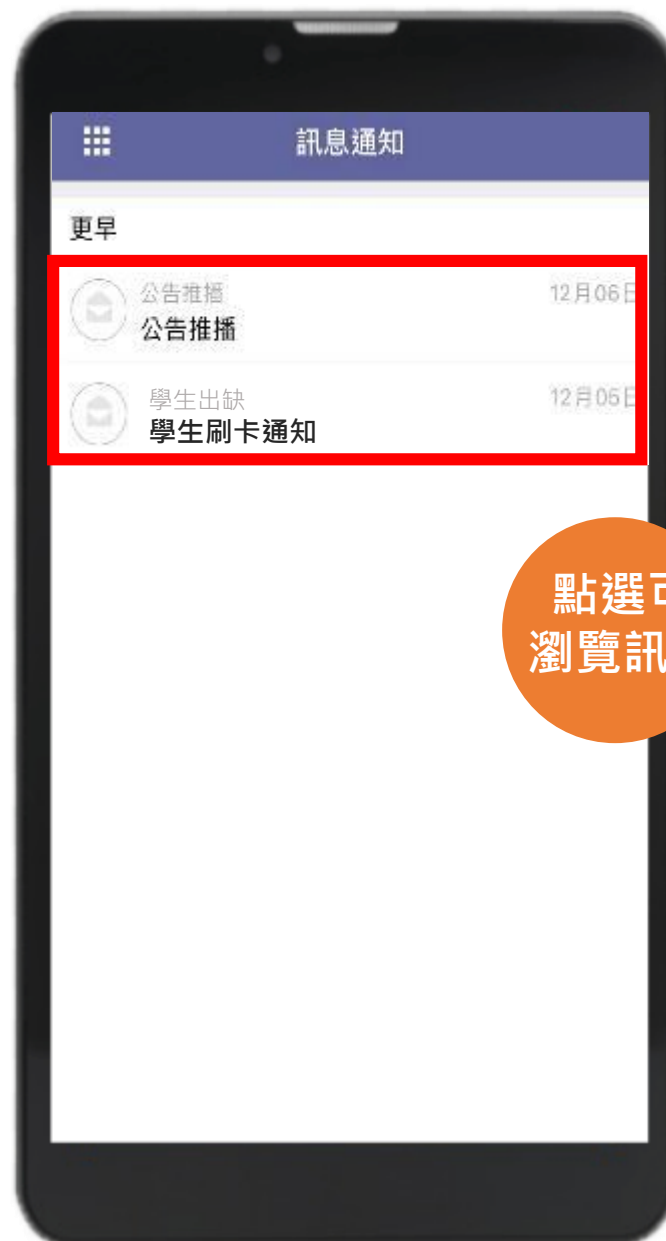 訊息通知
更早
公告推播 12月06日
公告推播
學生出缺 12月05日
學生刷卡通知
點選可
瀏覽訊